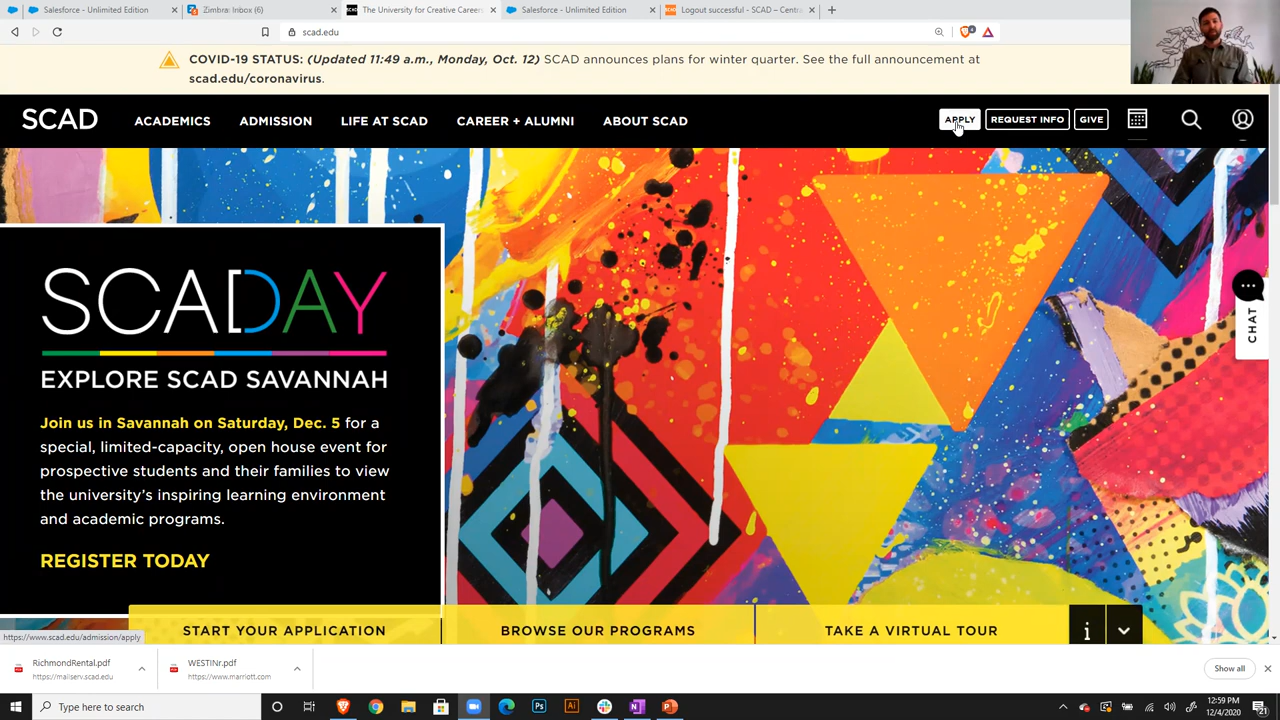 Salesforce - Unlimited Edition
Zimbra: Inbox (6)
The University for Creative Career
Salesforce - Unlimited Edition
Logout successful - SCAD – Centra
scad.edu
COVID-19 STATUS: (Updated 11:49 a.m., Monday, Oct. 12) SCAD announces plans for winter quarter. See the full announcement at
scad.edu/coronavirus.
SCAD
ACADEMICS
ADMISSION
LIFE AT SCAD
CAREER + ALUMNI
ABOUT SCAD
APPLY
REQUEST INFO
GIVE
SCADAY
EXPLORE SCAD SAVANNAH
Join us in Savannah on Saturday, Dec. 5 for a
special, limited-capacity, open house event for
prospective students and their families to view
the university's inspiring learning environment
and academic programs.
REGISTER TODAY
CHAT
START YOUR APPLICATION
BROWSE OUR PROGRAMS
TAKE A VIRTUAL TOUR
i
https://www.scad.edu/admission/apply
RichmondRental.pdf
https://mailserv.scad.edu
WESTINr.pdf
https://www.marriott.com
Show all
Type here to search
Ps
Ai
12:59 PM
12/4/2020
21